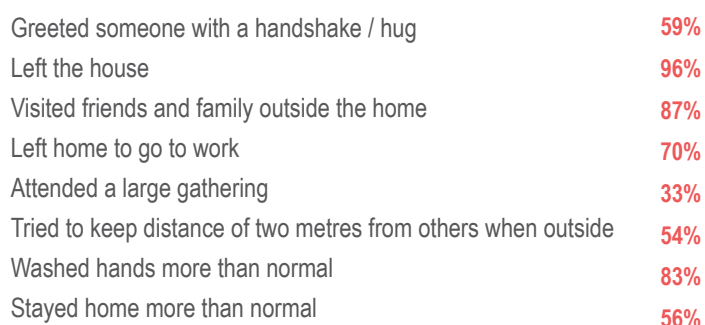 Greeted someone with a handshake / hug 59%
Left the house 96%
Visited friends and family outside the home 87%
Left home to go to work 70%
Attended a large gathering 33%
Tried to keep distance of two metres from others when outside 54%
Washed hands more than normal 83%
Stayed home more than normal 56%